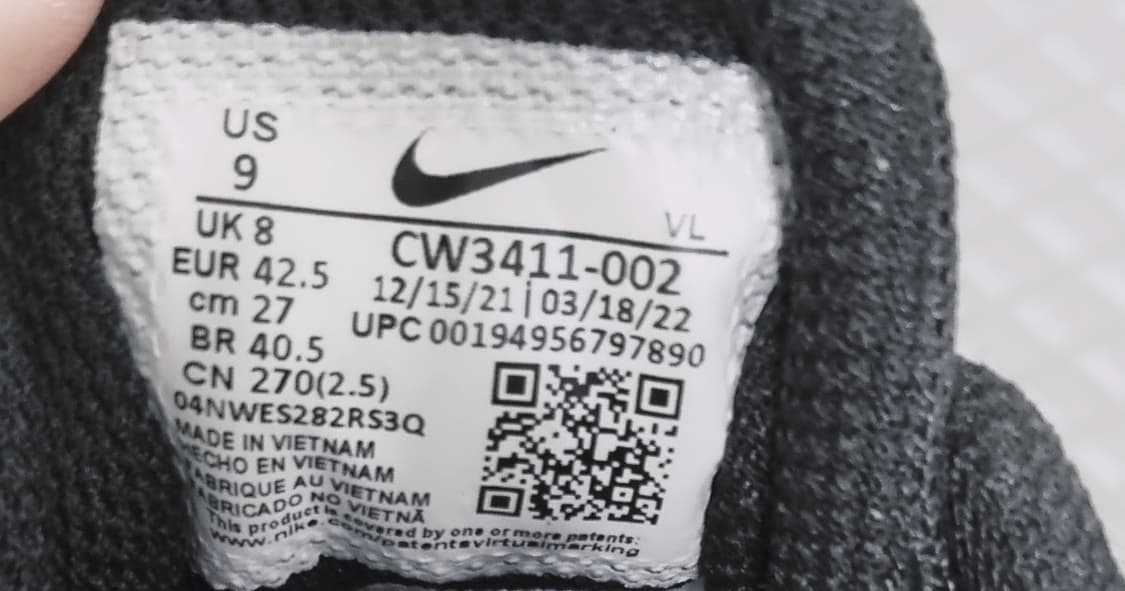 US
9
VL
UK 8
CW3411-002
EUR 42.5
12/15/21 | 03/18/22
cm 27
UPC 00194956797890
BR 40.5
CN 270(2.5)
04NWES282RS3Q
MADE IN VIETNAM
HECHO EN VIETNAM
FABRIQUE AU VIETNAM
FABRICADO NO VIETNÃ
This product is covered by one or more patents:
www.nike.com/patentsvirtualmarking